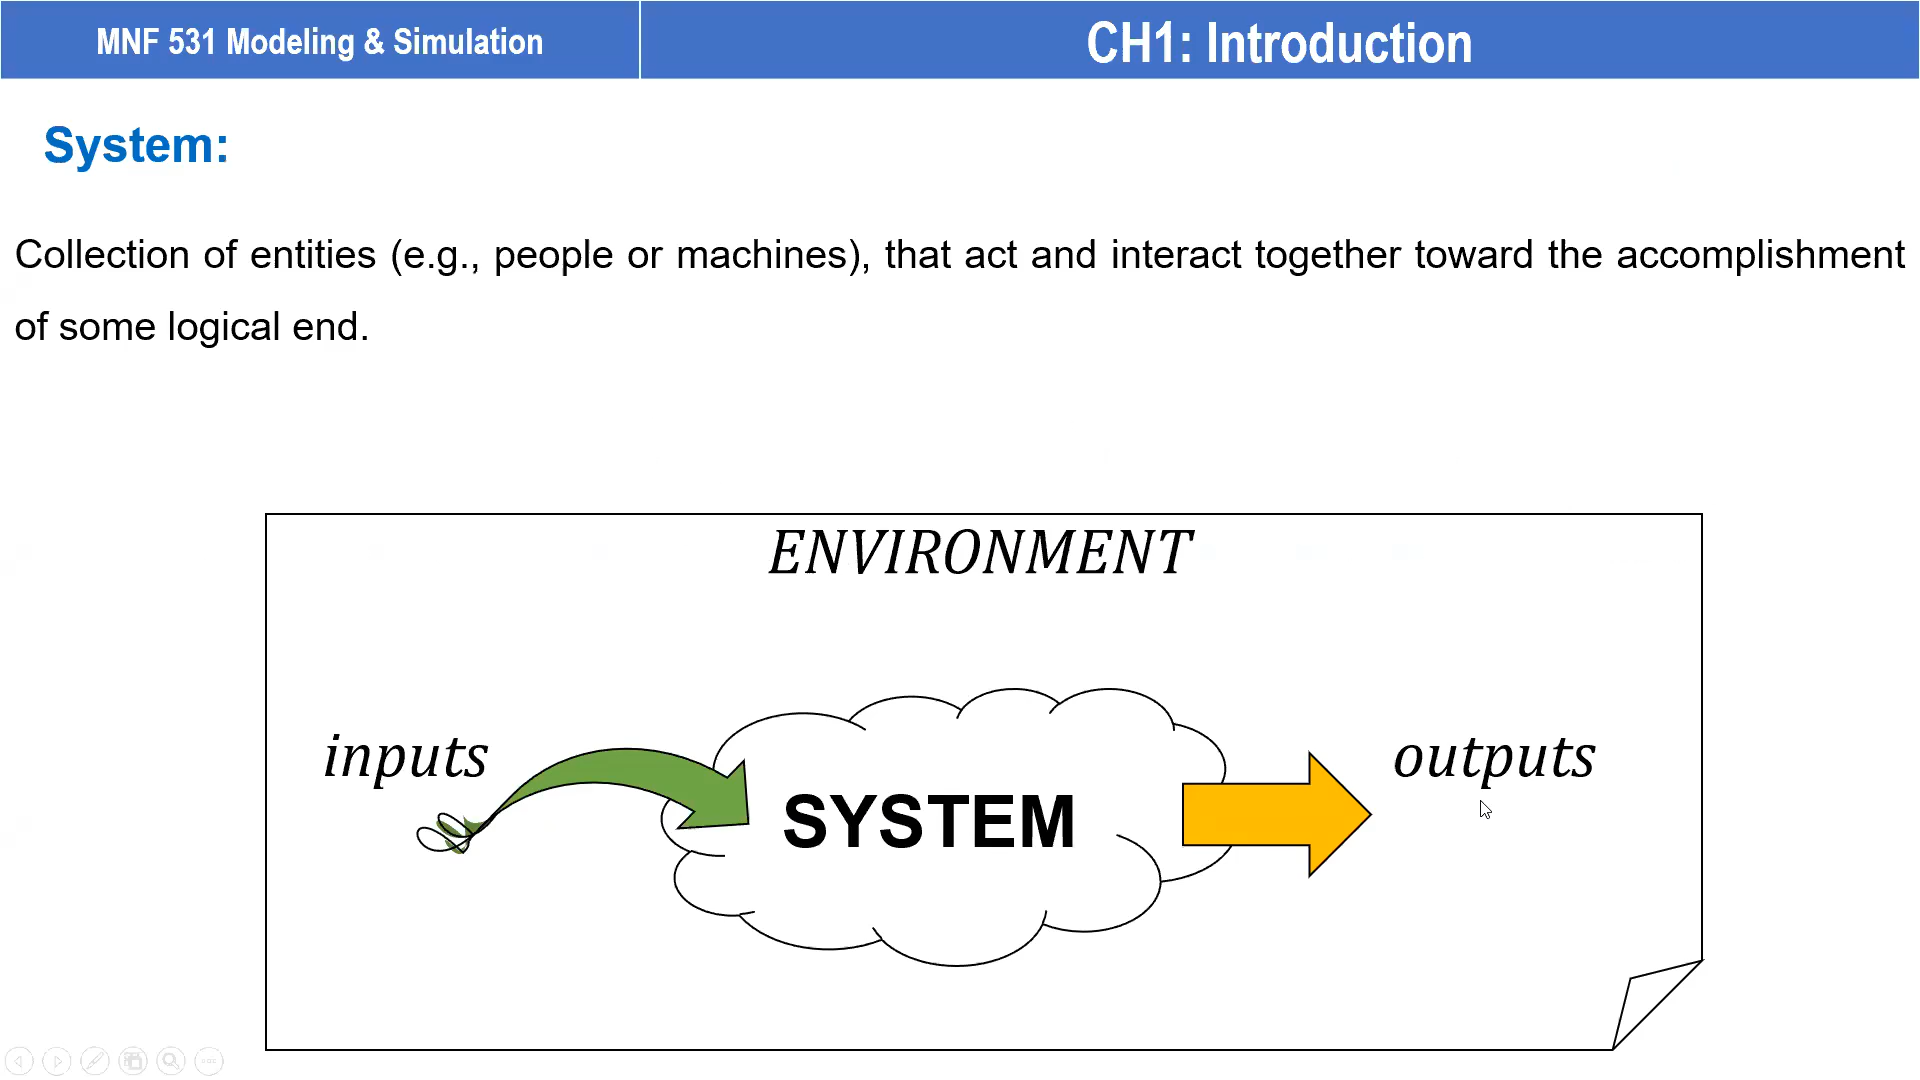 MNF 531 Modeling & Simulation
CH1: Introduction
System:
Collection of entities (e.g., people or machines), that act and interact together toward the accomplishment
of some logical end.
ENVIRONMENT
inputs
outputs
SYSTEM